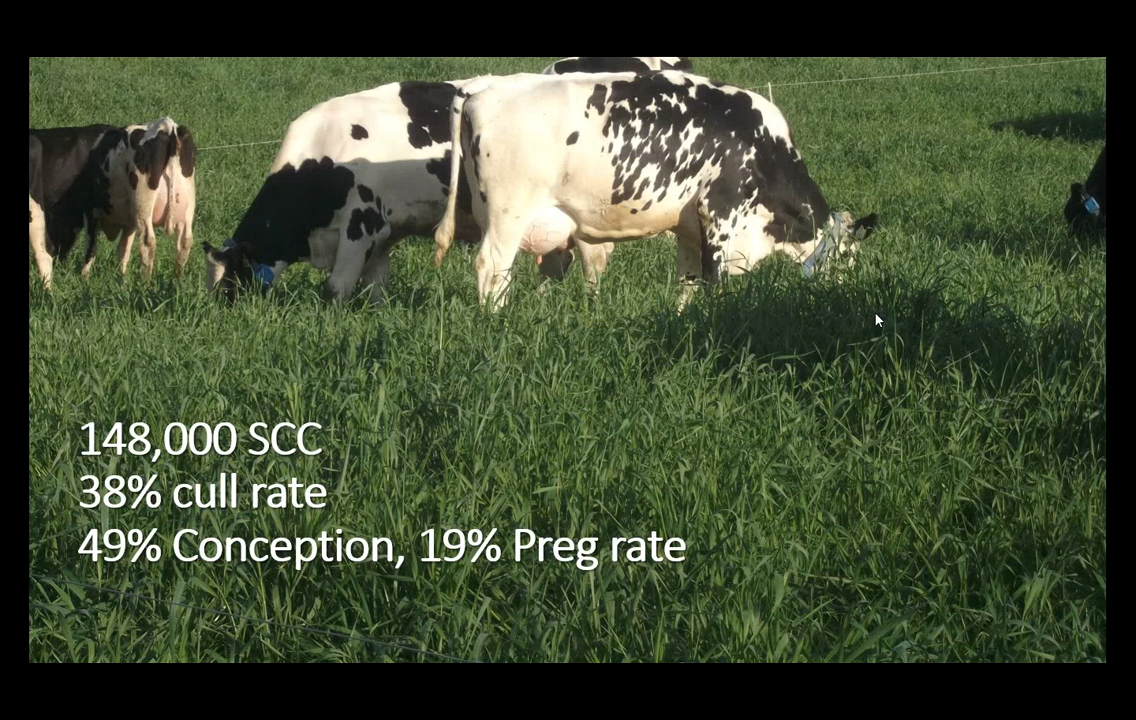 148,000 SCC
38% cull rate
49% Conception, 19% Preg rate